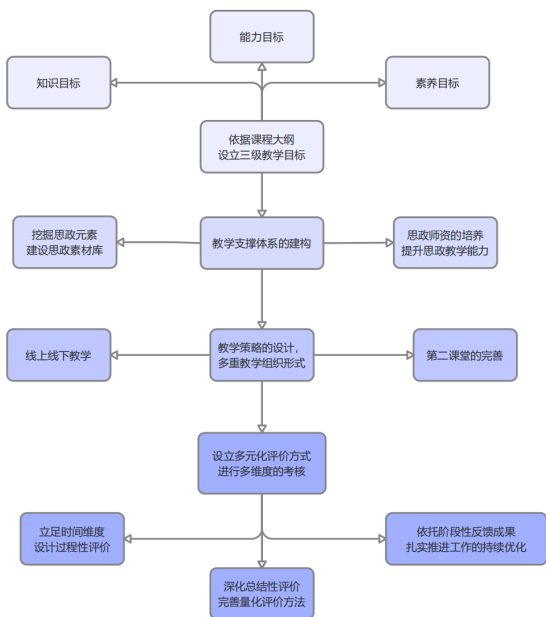 能力目标
知识目标
素养目标
依据课程大纲
设立三级教学目标
挖掘思政元素
建设思政素材库
教学支撑体系的建构
思政师资的培养
提升思政教学能力
线上线下教学
教学策略的设计，
多重教学组织形式
第二课堂的完善
设立多元化评价方式
进行多维度的考核
立足时间维度
设计过程性评价
依托阶段性反馈成果
扎实推进工作的持续优化
深化总结性评价
完善量化评价方法